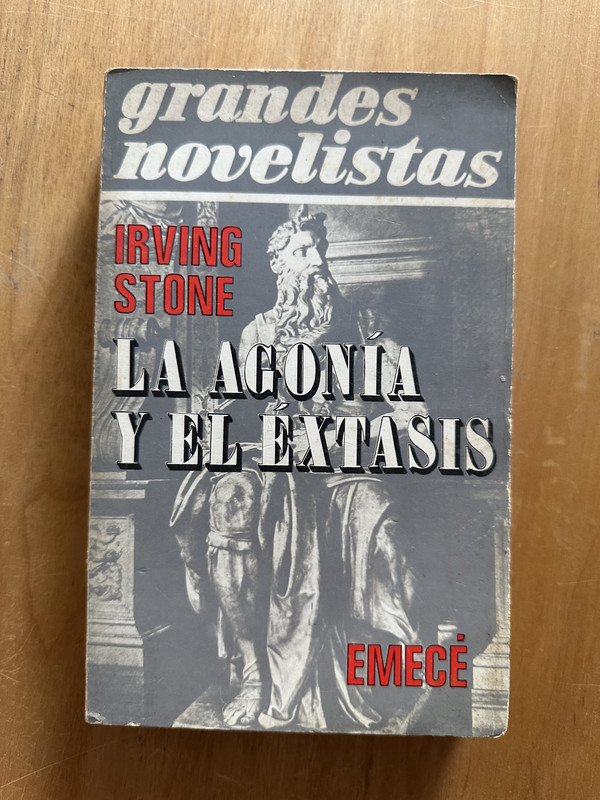 grandes
novelistas
IRVING
STONE
LA AGONÍA
Y EL ÉXTASIS
EMECÉ